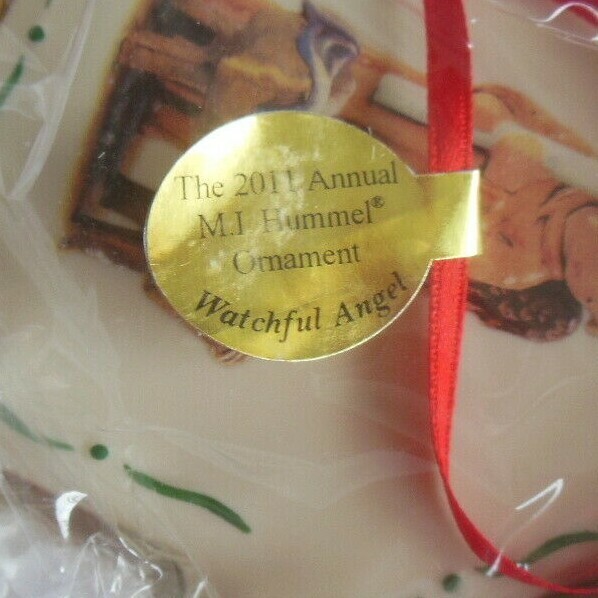 The 2011 Annual
M.I. Hummel®
Ornament
Watchful Angel